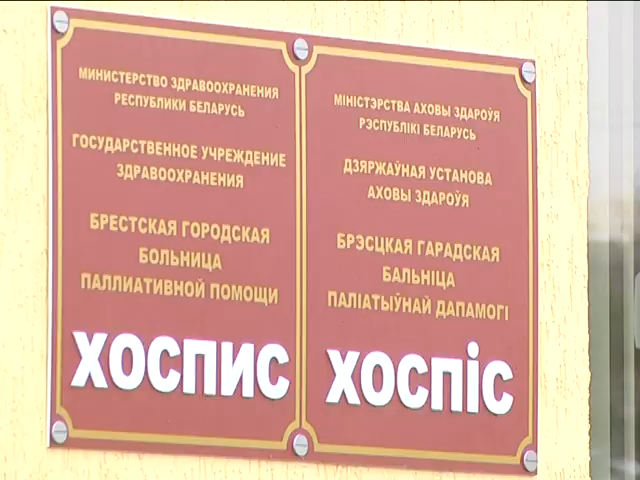 МИНИСТЕРСТВО ЗДРАВООХРАНЕНИЯ
РЕСПУБЛИКИ БЕЛАРУСЬ
ГОСУДАРСТВЕННОЕ УЧРЕЖДЕНИЕ
ЗДРАВООХРАНЕНИЯ
БРЕСТСКАЯ ГОРОДСКАЯ
БОЛЬНИЦА
ПАЛЛИАТИВНОЙ ПОМОЩИ
ХОСПИС
МІНІСТЭРСТВА АХОВЫ ЗДАРОЎЯ
РЭСПУБЛІКІ БЕЛАРУСЬ
ДЗЯРЖАЎНАЯ УСТАНОВА
АХОВЫ ЗДАРОЎЯ
БРЭСЦКАЯ ГАРАДСКАЯ
БАЛЬНІЦА
ПАЛІАТЫЎНАЙ ДАПАМОГІ
ХОСПіС